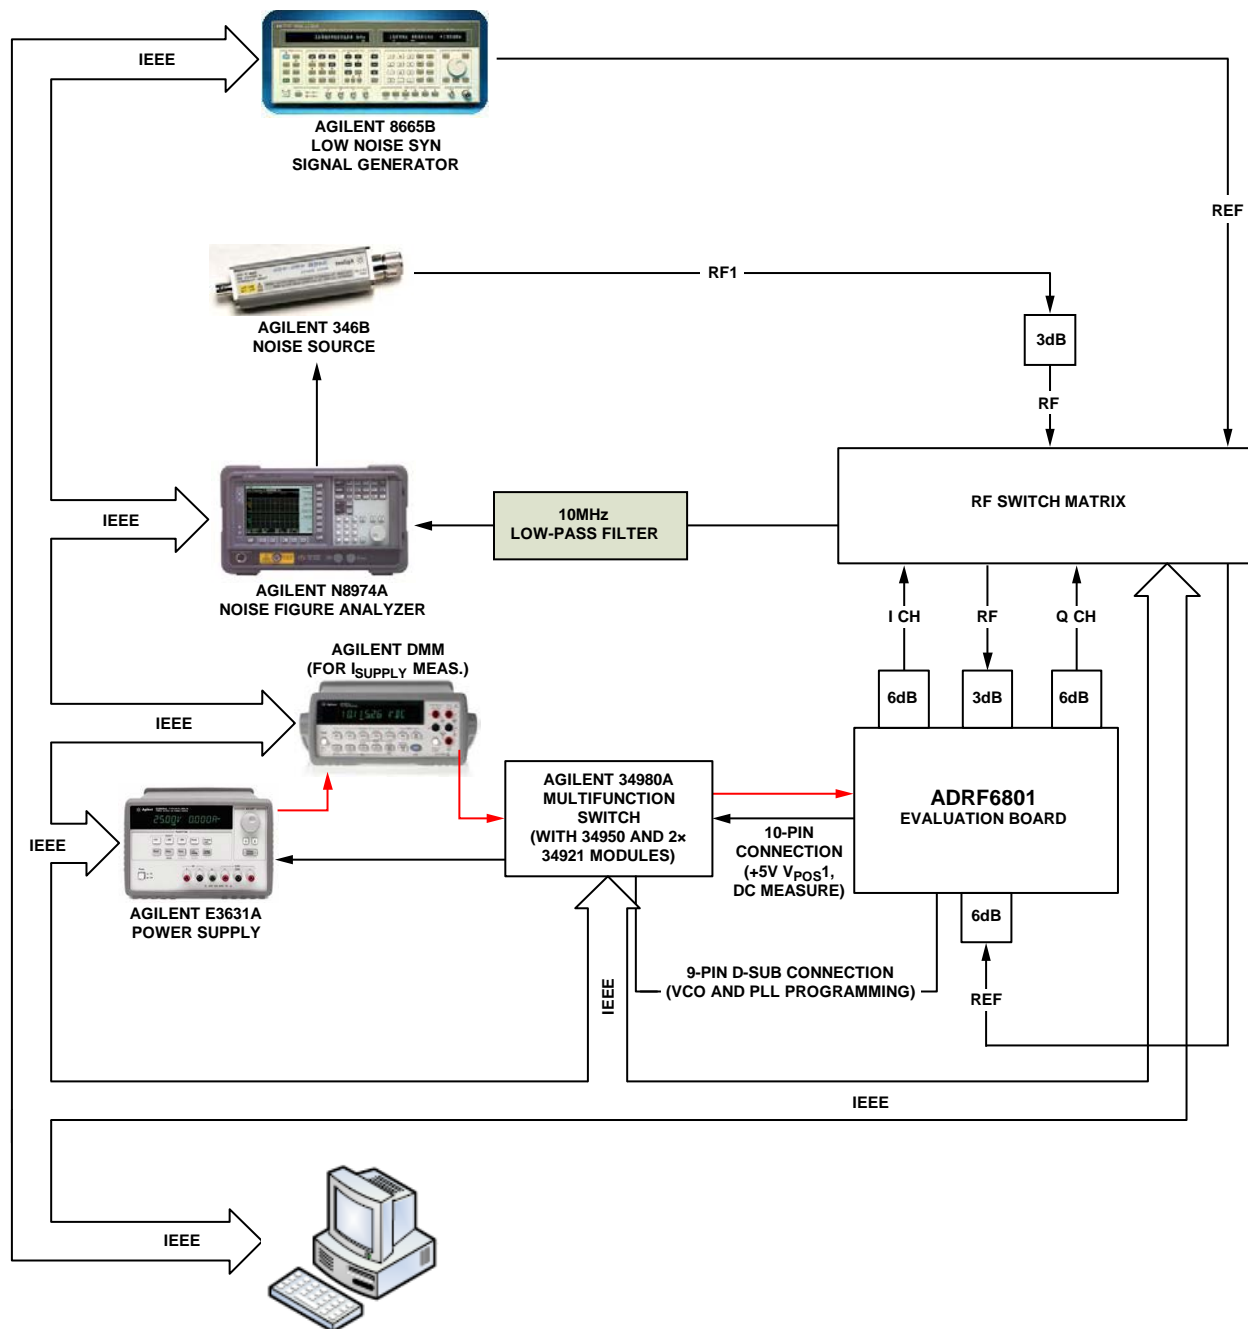 IEEE
AGILENT 8665B
LOW NOISE SYN
SIGNAL GENERATOR
REF
RF1
AGILENT 346B
NOISE SOURCE
3dB
RF
RF SWITCH MATRIX
IEEE
10MHz
LOW-PASS FILTER
AGILENT N8974A
NOISE FIGURE ANALYZER
I CH
RF
Q CH
AGILENT DMM
(FOR ISUPPLY MEAS.)
6dB
3dB
6dB
IEEE
AGILENT 34980A
MULTIFUNCTION
SWITCH
(WITH 34950 AND 2×
34921 MODULES)
ADRF6801
EVALUATION BOARD
10-PIN
CONNECTION
(+5V VPOS1,
DC MEASURE)
IEEE
AGILENT E3631A
POWER SUPPLY
6dB
9-PIN D-SUB CONNECTION
(VCO AND PLL PROGRAMMING)
IEEE
REF
IEEE
IEEE